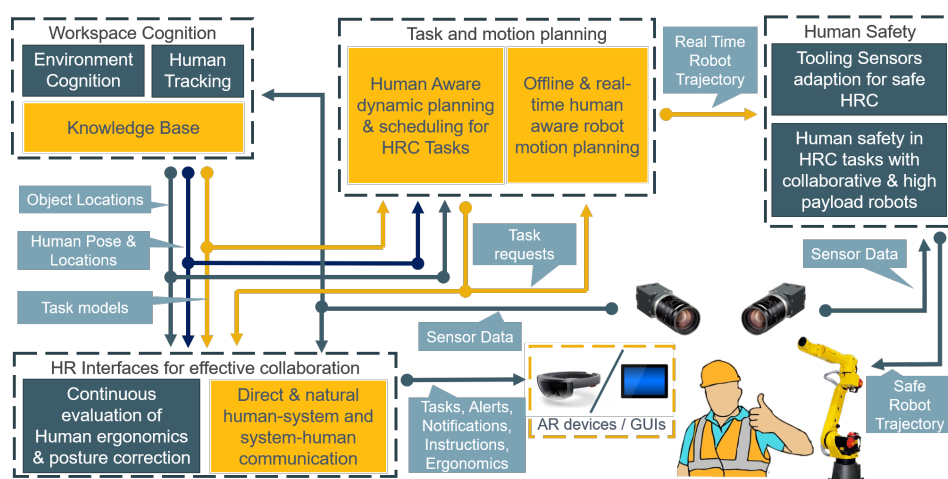 Workspace Cognition
Environment
Cognition
Human
Tracking
Knowledge Base
Task and motion planning
Human Aware
dynamic planning
& scheduling for
HRC Tasks
Offline & real-
time human
aware robot
motion planning
Real Time
Robot
Trajectory
Human Safety
Tooling Sensors
adaption for safe
HRC
Human safety in
HRC tasks with
collaborative & high
payload robots
Object Locations
Human Pose &
Locations
Task models
Task
requests
Sensor Data
Sensor Data
HR Interfaces for effective collaboration
Continuous
evaluation of
Human ergonomics
& posture correction
Direct & natural
human-system and
system-human
communication
Tasks, Alerts,
Notifications,
Instructions,
Ergonomics
AR devices / GUIs
Safe
Robot
Trajectory